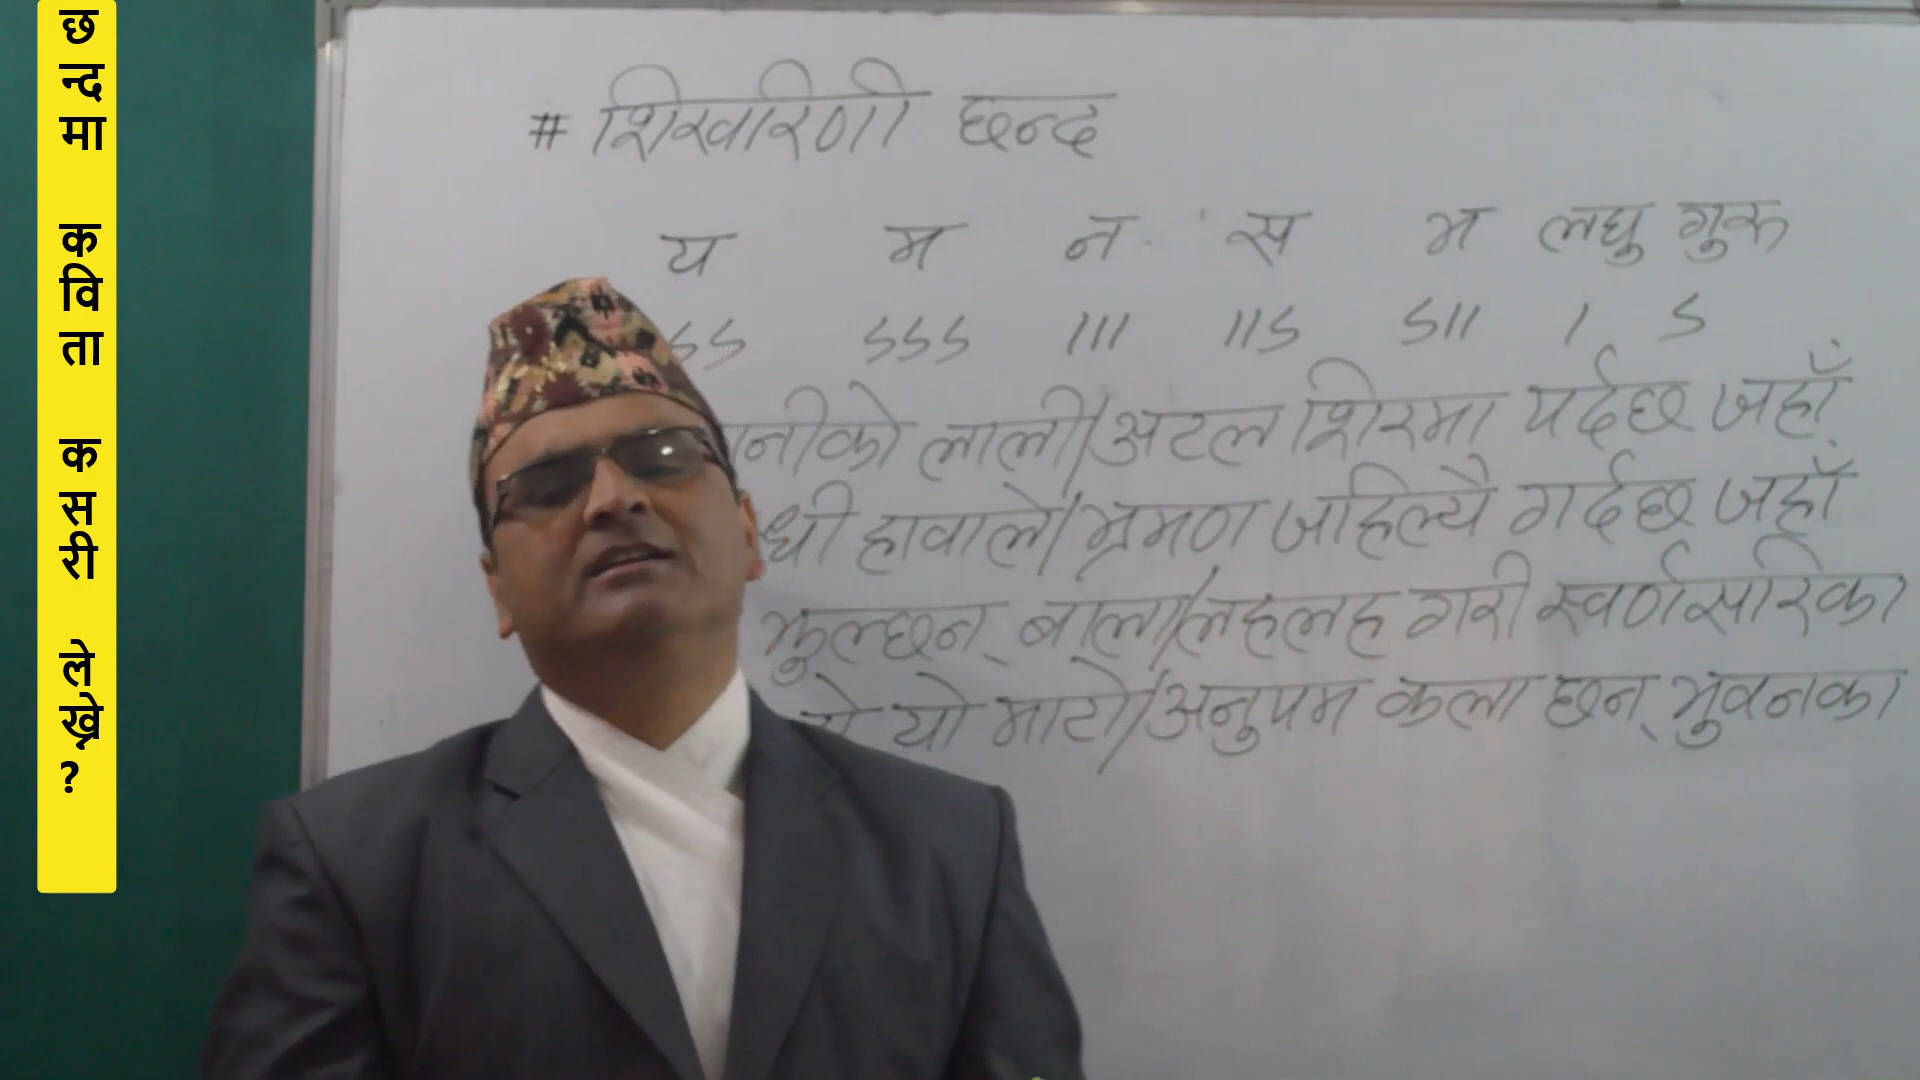 छन्दमा कविता कसरी लेख्ने?
# शिखरिणी छन्द
य म न स भ लघु गुरु
ऽऽ ऽऽऽ ।।। ।।ऽ ऽ।। । ऽ
लाली/अटल शिरमा पर्दछ जहाँ
हावाले/भ्रमण जहिल्यै गर्दछ जहाँ
झुल्छन् बाला/लहलह गरी स्वर्णसरिका
यो माटो/अनुपम कला छन् भुवनका